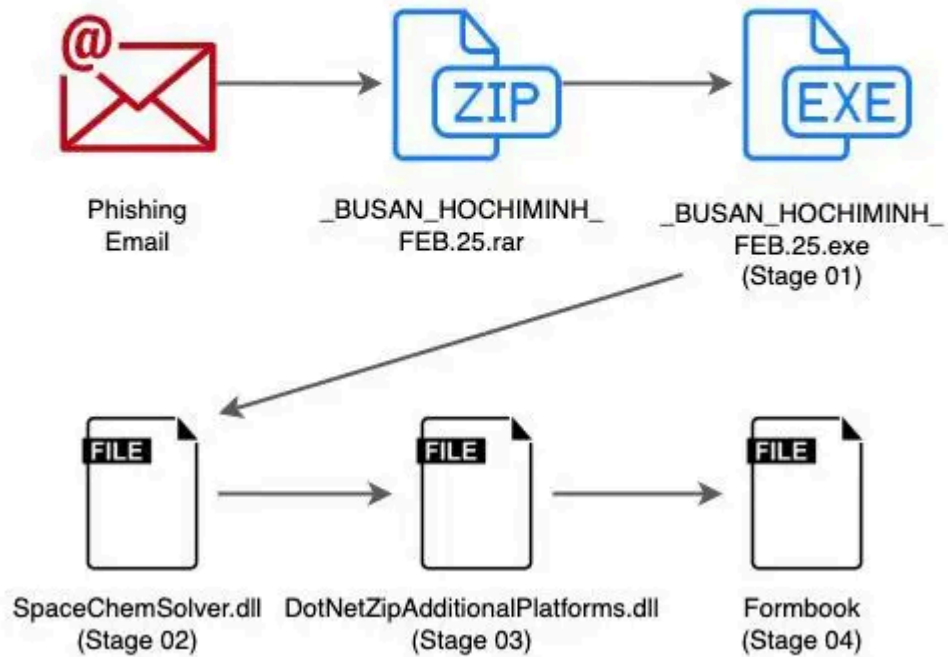 @
ZIP
EXE
Phishing
Email
_BUSAN_HOCHIMINH_
FEB.25.rar
_BUSAN_HOCHIMINH_
FEB.25.exe
(Stage 01)
FILE
FILE
FILE
SpaceChemSolver.dll
(Stage 02)
DotNetZipAdditionalPlatforms.dll
(Stage 03)
Formbook
(Stage 04)